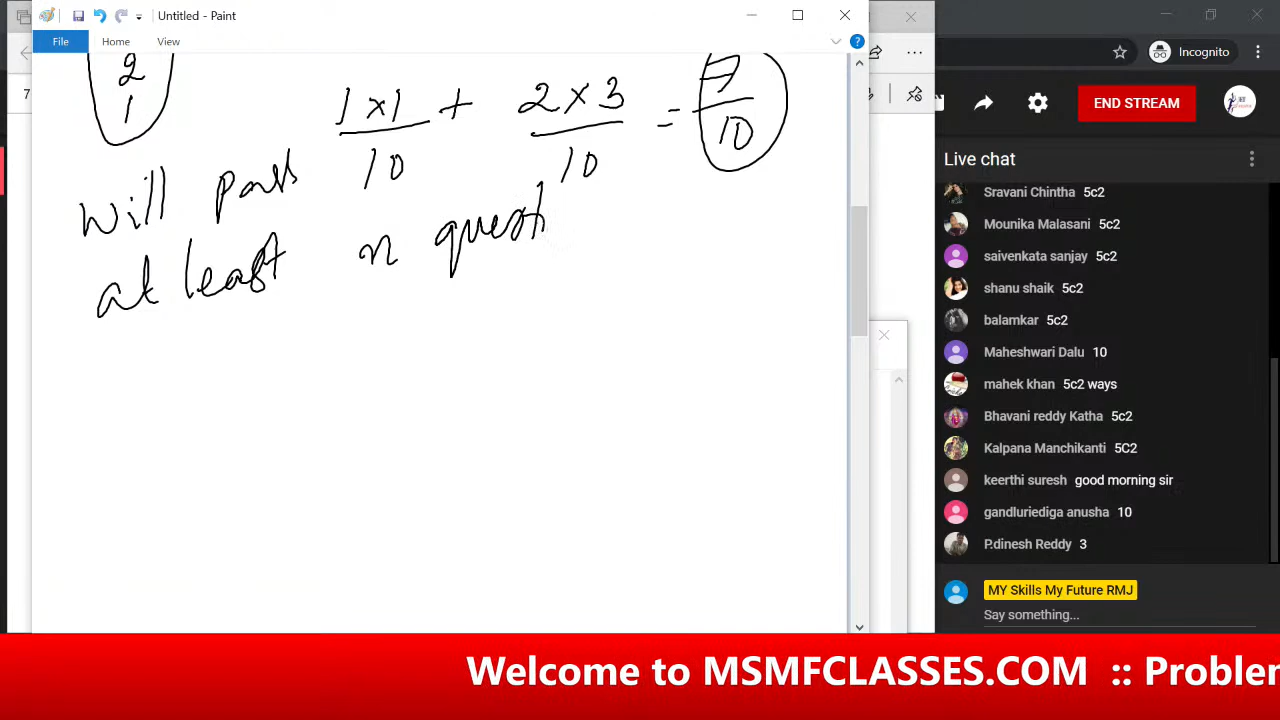 Untitled - Paint
File Home View
Incognito
END STREAM
7
2
1
1 x 1 + 2 x 3 = 7
10 10 10
Will pass
at least n quest
Live chat
Sravani Chintha 5c2
Mounika Malasani 5c2
saivenkata sanjay 5c2
shanu shaik 5c2
balamkar 5c2
Maheshwari Dalu 10
mahek khan 5c2 ways
Bhavani reddy Katha 5c2
Kalpana Manchikanti 5C2
keerthi suresh good morning sir
gandluriediga anusha 10
P.dinesh Reddy 3
MY Skills My Future RMJ
Say something...
Welcome to MSMFCLASSES.COM :: Problem